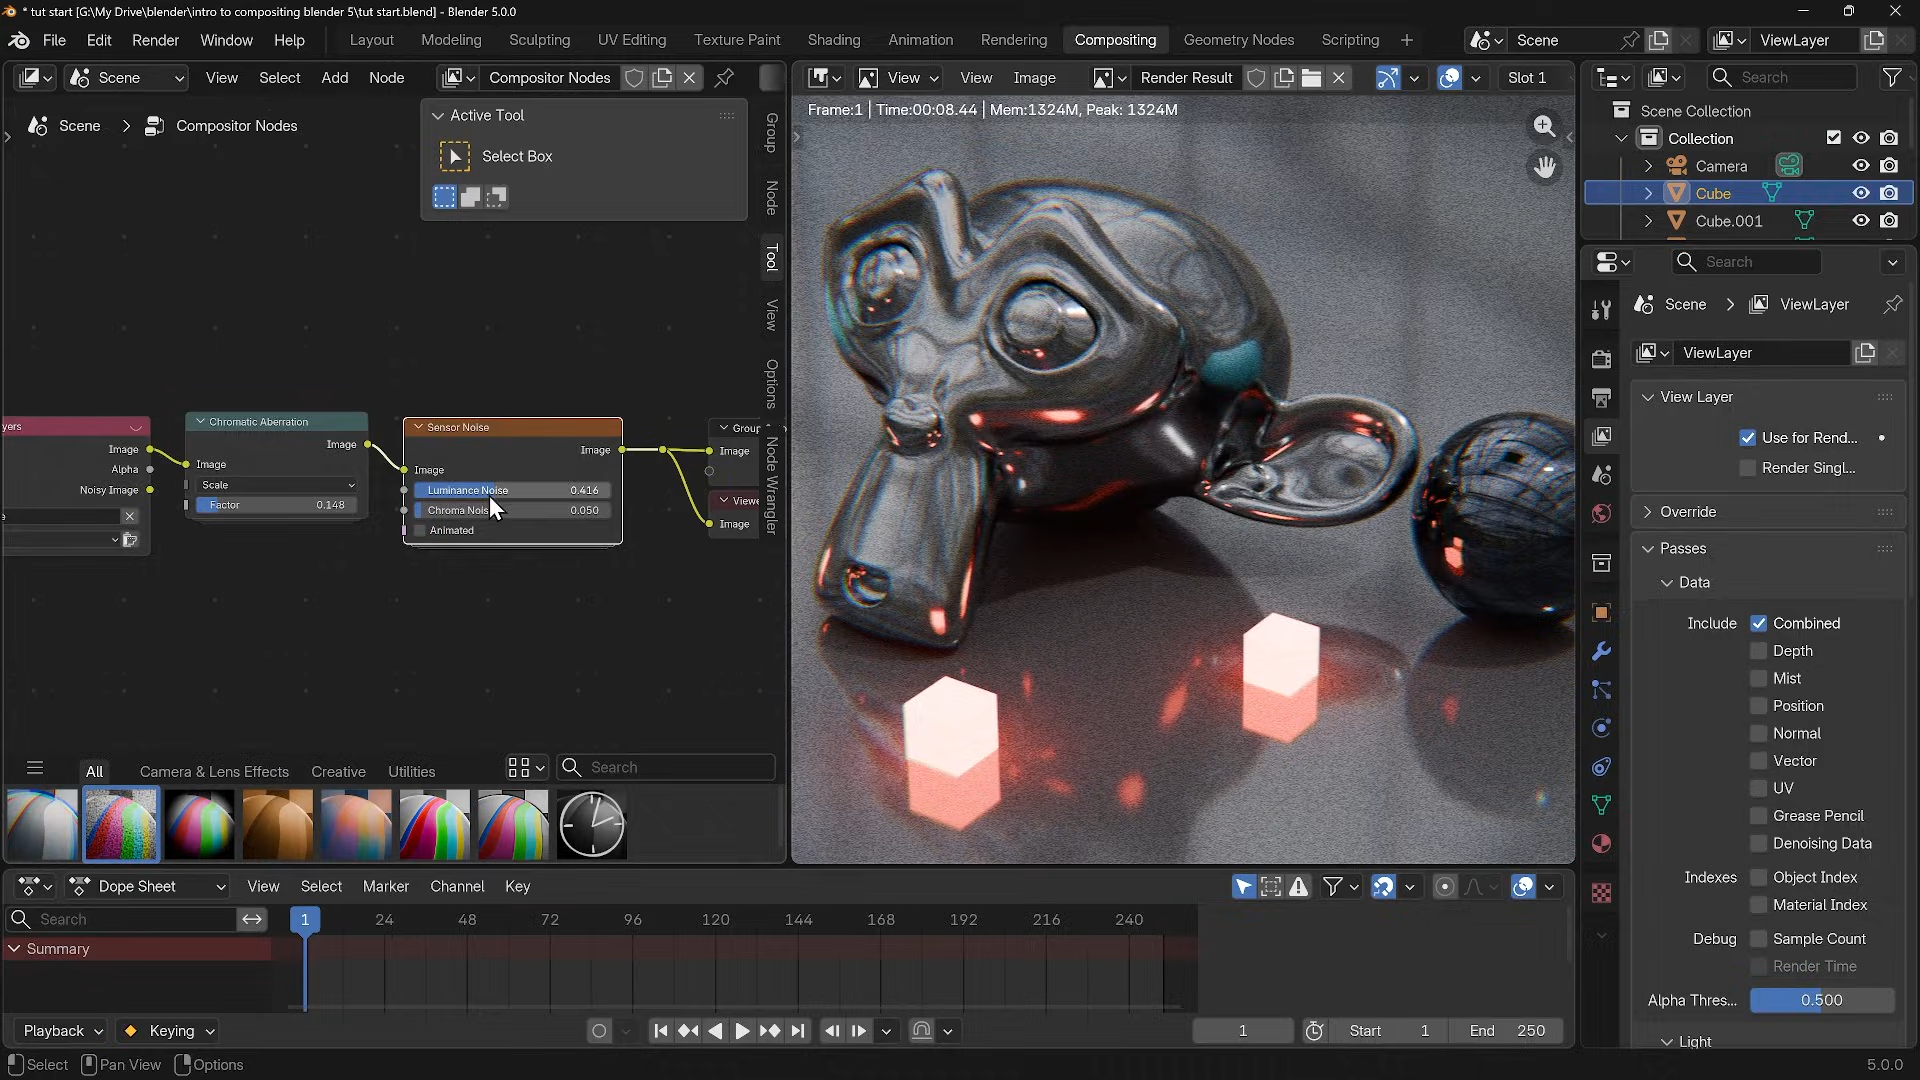 * tut start [G:\My Drive\blender\intro to compositing blender 5\tut start.blend] - Blender 5.0.0
File Edit Render Window Help Layout Modeling Sculpting UV Editing Texture Paint Shading Animation Rendering Compositing Geometry Nodes Scripting + Scene ViewLayer
Scene View Select Add Node Compositor Nodes
View View Image Render Result Slot 1
Search
Frame:1 | Time:00:08.44 | Mem:1324M, Peak: 1324M
Scene > Compositor Nodes
Active Tool
Select Box
Group
Node
Tool
View
Options
Node Wrangler
yers
Image
Alpha
Noisy Image
Chromatic Aberration
Image
Image
Scale
Factor 0.148
Sensor Noise
Image
Image
Luminance Noise 0.416
Chroma Nois 0.050
Animated
Group
Image
Viewe
Image
All Camera & Lens Effects Creative Utilities Search
Scene Collection
Collection
Camera
Cube
Cube.001
Search
Scene > ViewLayer
ViewLayer
View Layer
Use for Rend...
Render Singl...
Override
Passes
Data
Include Combined
Depth
Mist
Position
Normal
Vector
UV
Grease Pencil
Denoising Data
Indexes Object Index
Material Index
Debug Sample Count
Render Time
Alpha Thres... 0.500
Light
Dope Sheet View Select Marker Channel Key
Search
1 24 48 72 96 120 144 168 192 216 240
Summary
Playback Keying 1 Start 1 End 250
Select Pan View Options 5.0.0